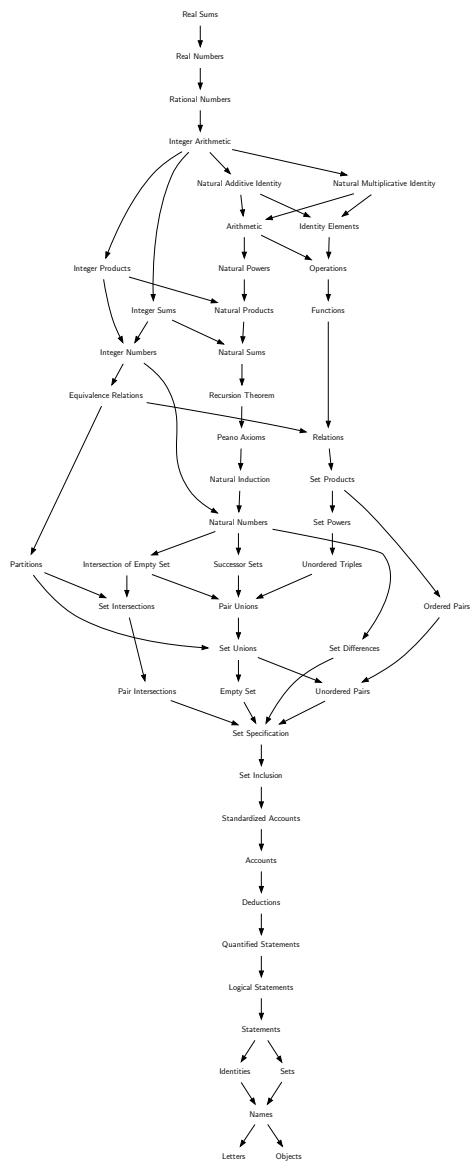 Real Sums
Real Numbers
Rational Numbers
Integer Arithmetic
Natural Additive Identity
Natural Multiplicative Identity
Arithmetic
Identity Elements
Integer Products
Natural Powers
Operations
Integer Sums
Natural Products
Functions
Integer Numbers
Natural Sums
Equivalence Relations
Recursion Theorem
Peano Axioms
Relations
Natural Induction
Set Products
Natural Numbers
Set Powers
Partitions
Intersection of Empty Set
Successor Sets
Unordered Triples
Set Intersections
Pair Unions
Ordered Pairs
Set Unions
Set Differences
Pair Intersections
Empty Set
Unordered Pairs
Set Specification
Set Inclusion
Standardized Accounts
Accounts
Deductions
Quantified Statements
Logical Statements
Statements
Identities
Sets
Names
Letters
Objects